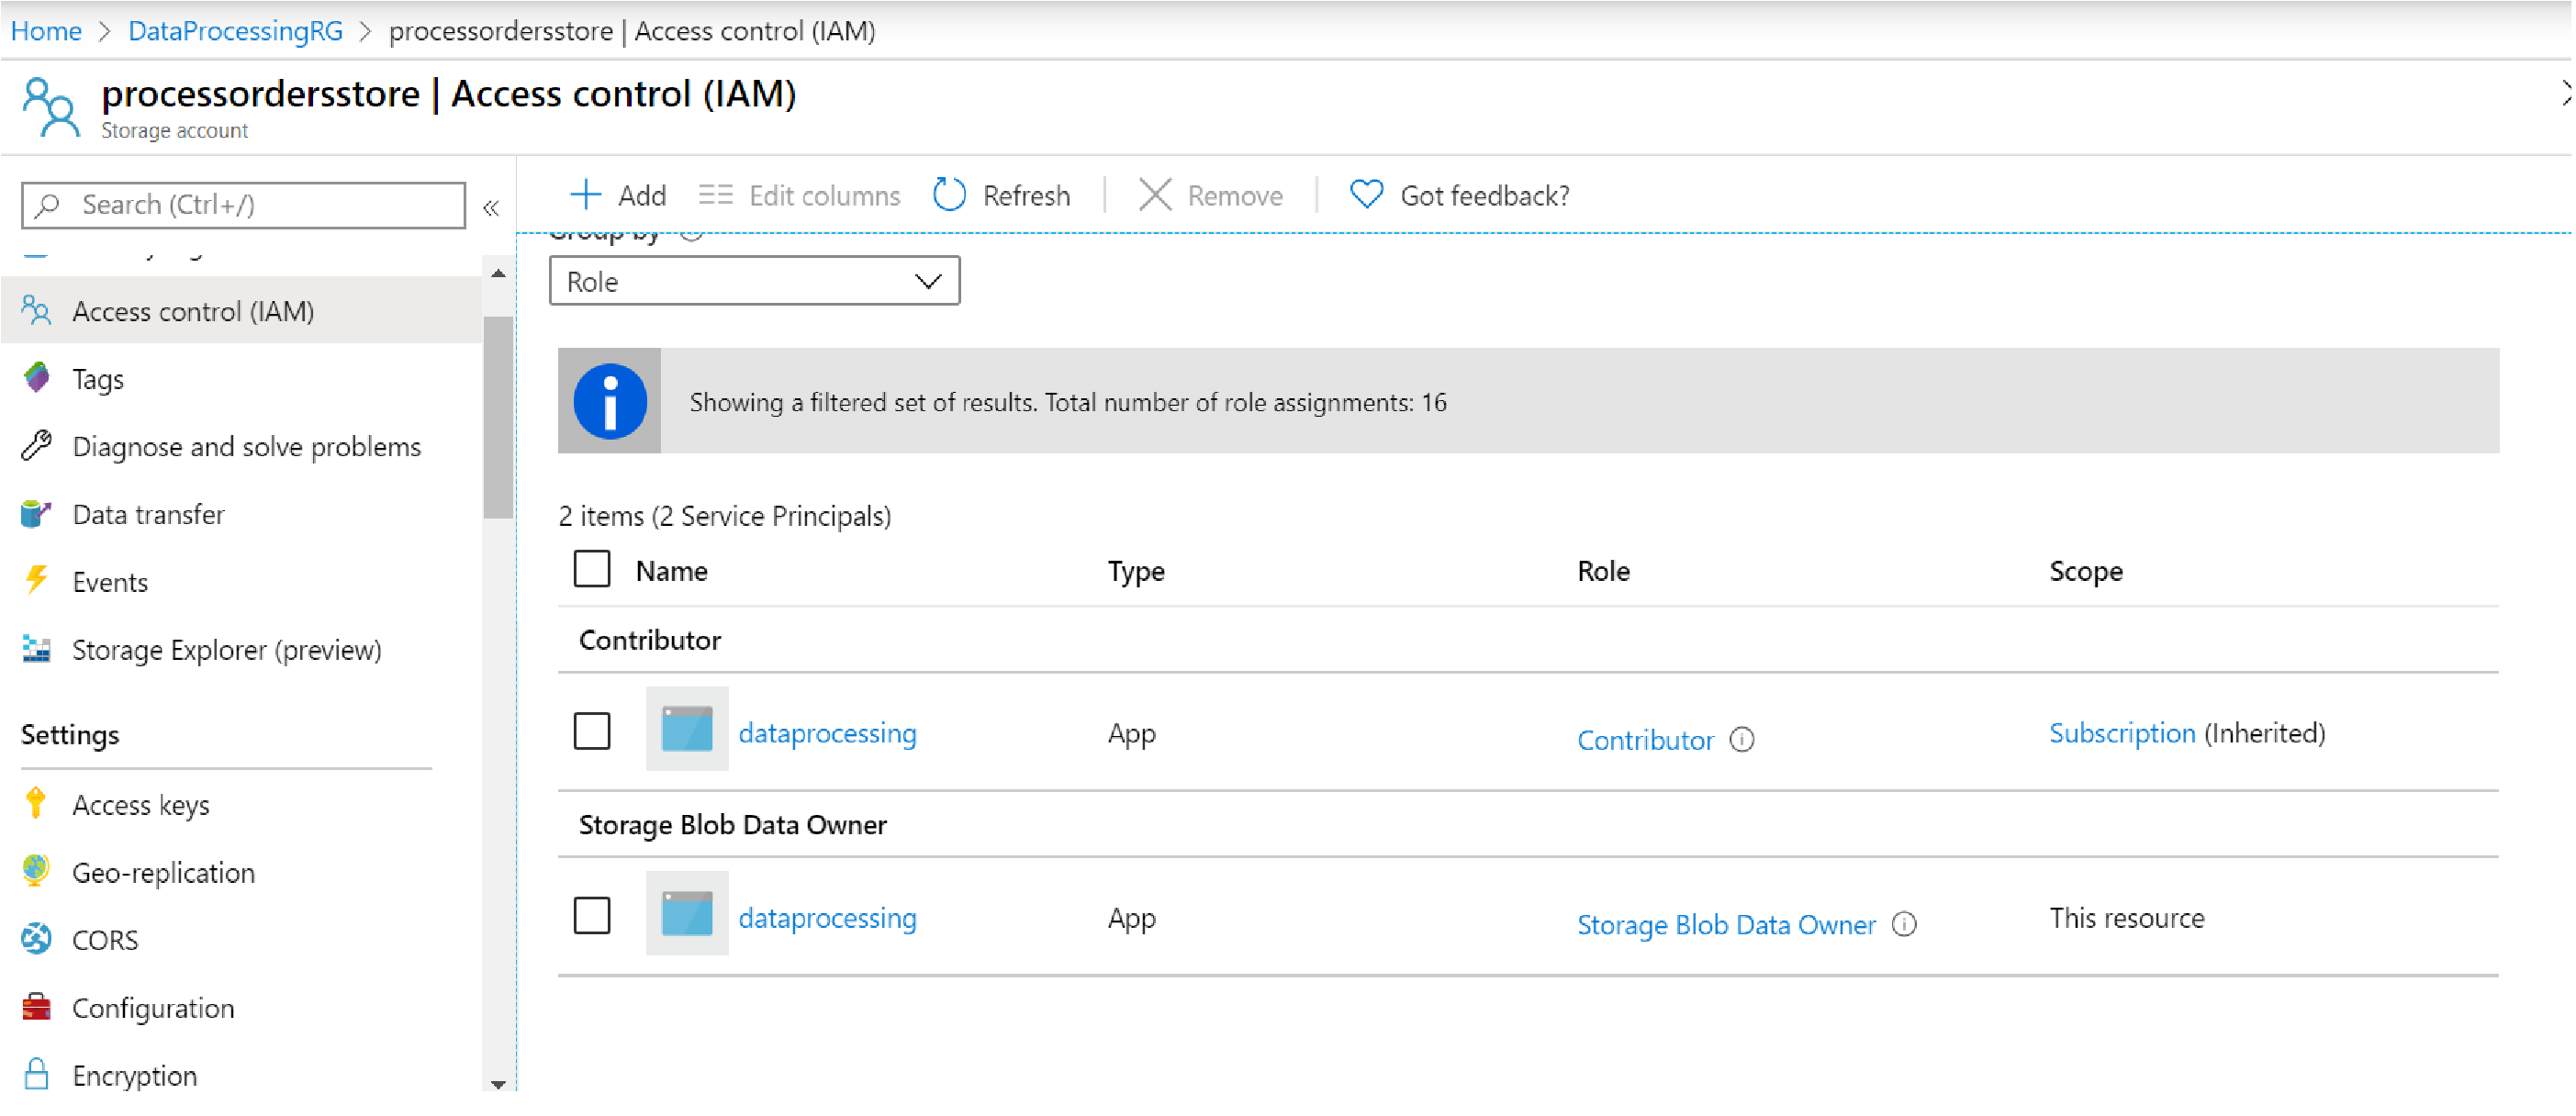 Home > DataProcessingRG > processordersstore | Access control (IAM)
processordersstore | Access control (IAM)
Storage account
Search (Ctrl+/)
Access control (IAM)
Tags
Diagnose and solve problems
Data transfer
Events
Storage Explorer (preview)
Settings
Access keys
Geo-replication
CORS
Configuration
Encryption
Add Edit columns Refresh Remove Got feedback?
Group by
Role
Showing a filtered set of results. Total number of role assignments: 16
2 items (2 Service Principals)
Name Type Role Scope
Contributor
dataprocessing App Contributor Subscription (Inherited)
Storage Blob Data Owner
dataprocessing App Storage Blob Data Owner This resource